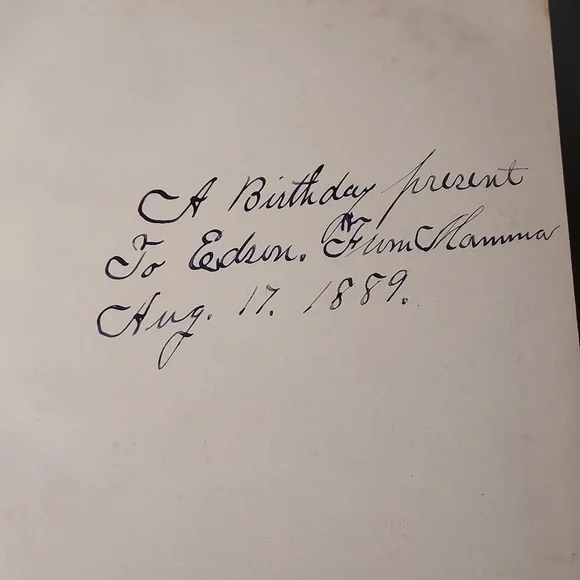 A Birthday present
To Edson. From Mamma
Aug. 17. 1889.